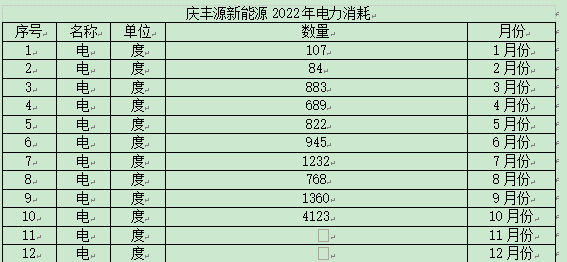 庆丰源新能源 2022 年电力消耗
序号 名称 单位 数量 月份
1 电 度 107 1 月份
2 电 度 84 2 月份
3 电 度 883 3 月份
4 电 度 689 4 月份
5 电 度 822 5 月份
6 电 度 945 6 月份
7 电 度 1232 7 月份
8 电 度 768 8 月份
9 电 度 1360 9 月份
10 电 度 4123 10 月份
11 电 度 11 月份
12 电 度 12 月份